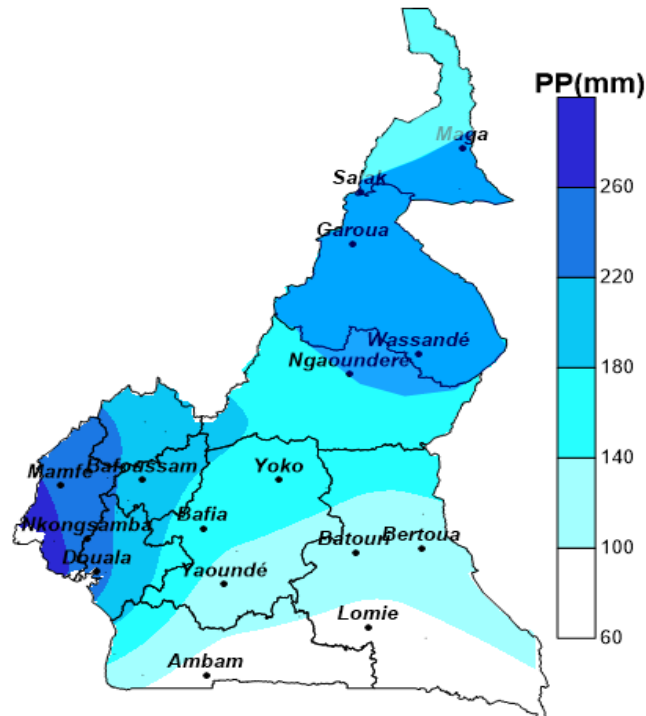 PP(mm)
Maga
260
Salak
Garoua
220
Wassandé
Ngaounderé
180
140
Mamfe
Bafoussam
Yoko
Nkongsamba
Bafia
Douala
Batouri
Bertoua
100
Yaoundé
Lomie
60
Ambam